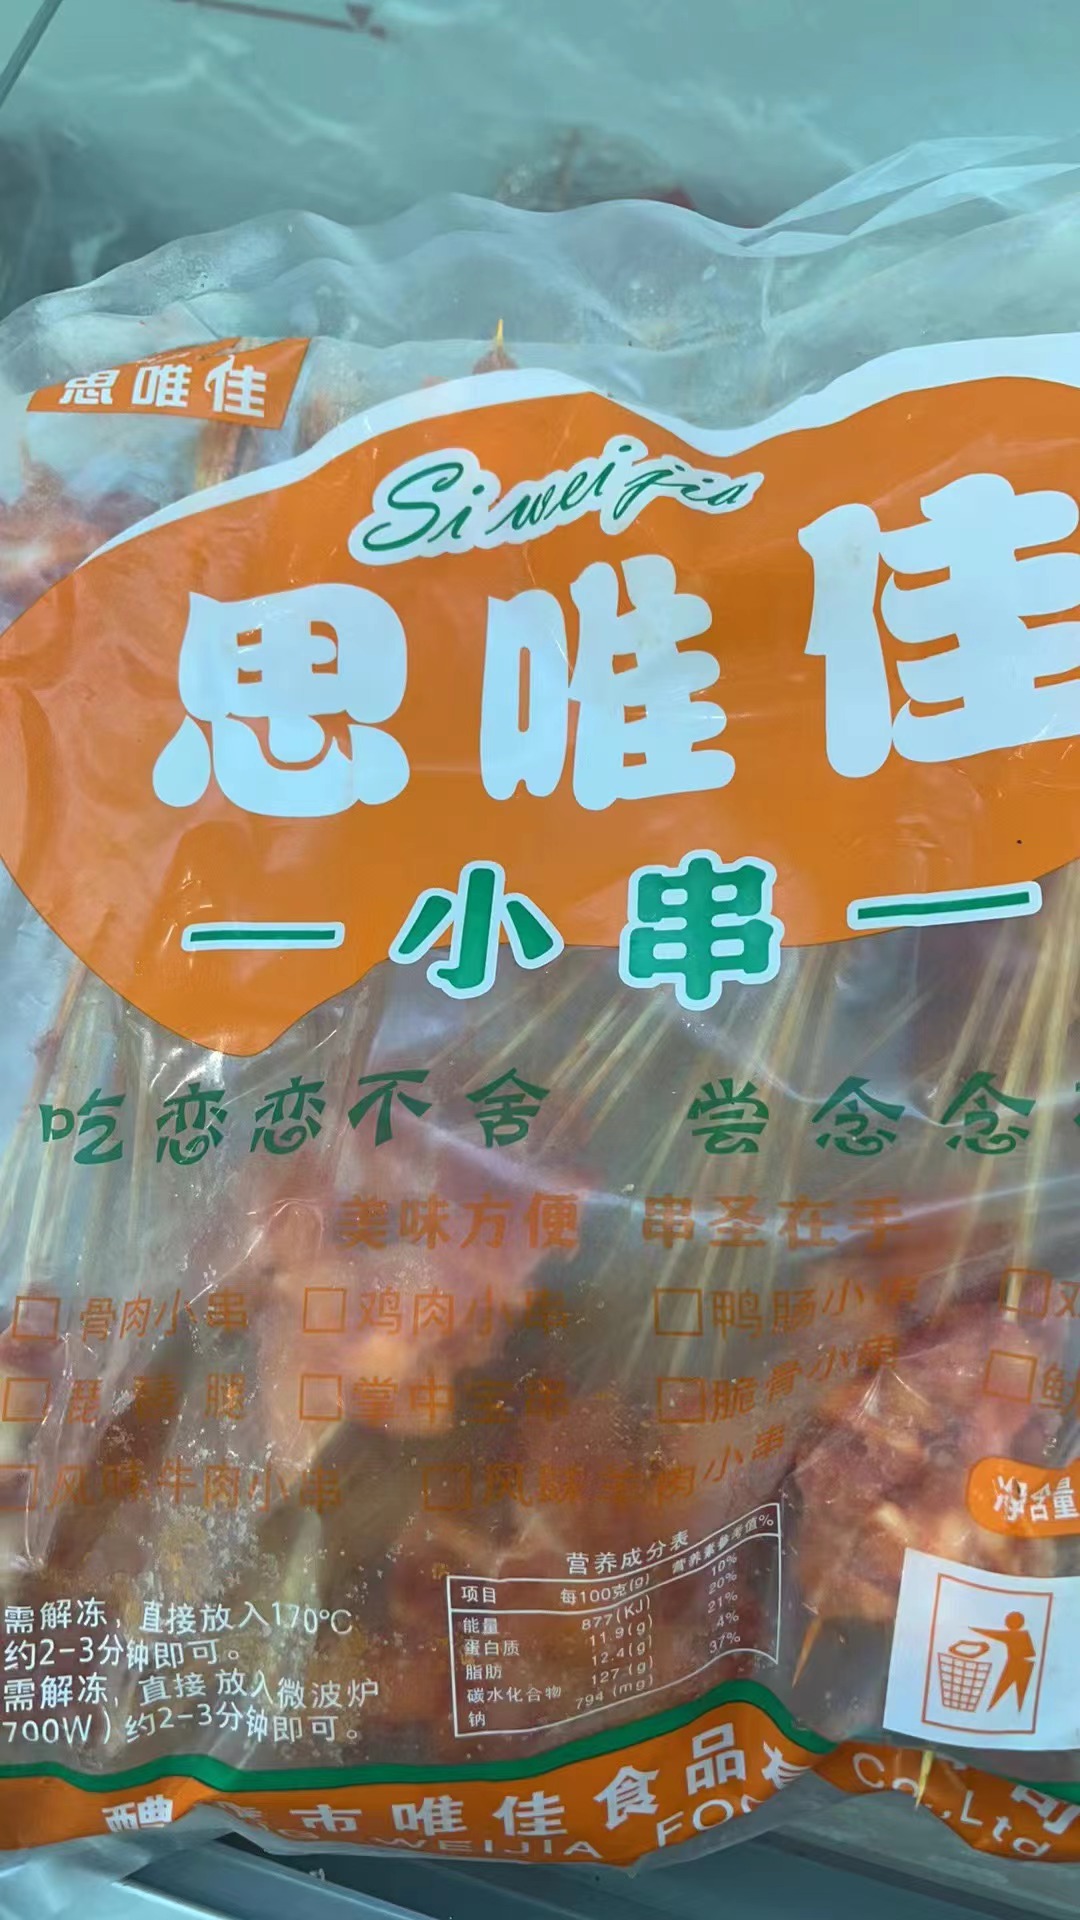 思唯佳
Siweijia
思唯佳
小串
吃恋恋不舍 尝念念
美味方便 串圣在手
骨肉小串 鸡肉小串 鸭肠小串
琵琶腿 掌中宝串 脆骨小串
风味牛肉小串 风味羊肉小串
净含量
需解冻，直接放入170℃
约2-3分钟即可。
需解冻，直接放入微波炉
700W）约2-3分钟即可。
营养成分表
项目 每100克(g) 营养素参考值%
能量 877(KJ) 10%
蛋白质 11.9(g) 20%
脂肪 12.4(g) 21%
碳水化合物 127(g) 4%
钠 794(mg) 37%
市唯佳食品
WEIJIA Co.,Ltd